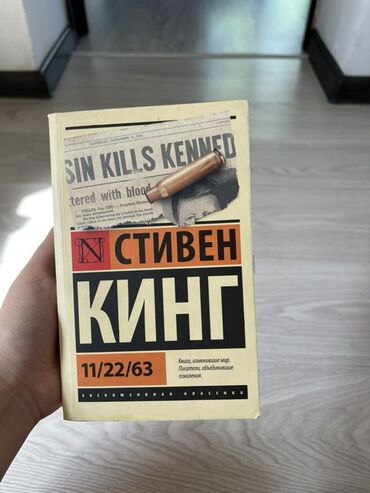 SIN KILLS KENNED
tered with blood
СТИВЕН
КИНГ
11/22/63
Книги, изменившие мир.
Писатели, объединившие
поколения.
ЭКСКЛЮЗИВНАЯ КЛАССИКА